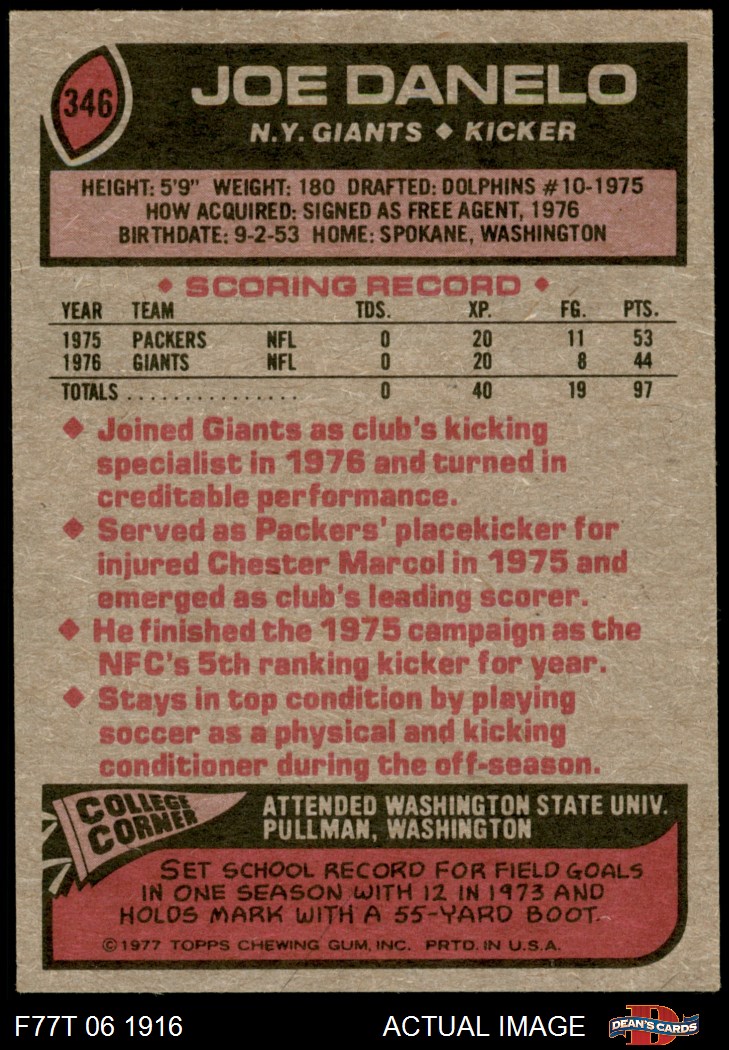 346
JOE DANELO
N.Y. GIANTS ♦ KICKER
HEIGHT: 5'9" WEIGHT: 180 DRAFTED: DOLPHINS #10-1975
HOW ACQUIRED: SIGNED AS FREE AGENT, 1976
BIRTHDATE: 9-2-53 HOME: SPOKANE, WASHINGTON
♦ SCORING RECORD ♦
YEAR TEAM TDS. XP. FG. PTS.
1975 PACKERS NFL 0 20 11 53
1976 GIANTS NFL 0 20 8 44
TOTALS ............... 0 40 19 97
♦ Joined Giants as club's kicking
specialist in 1976 and turned in
creditable performance.
♦ Served as Packers' placekicker for
injured Chester Marcol in 1975 and
emerged as club's leading scorer.
♦ He finished the 1975 campaign as the
NFC's 5th ranking kicker for year.
♦ Stays in top condition by playing
soccer as a physical and kicking
conditioner during the off-season.
COLLEGE
CORNER
ATTENDED WASHINGTON STATE UNIV.
PULLMAN, WASHINGTON
SET SCHOOL RECORD FOR FIELD GOALS
IN ONE SEASON WITH 12 IN 1973 AND
HOLDS MARK WITH A 55-YARD BOOT.
©1977 TOPPS CHEWING GUM, INC. PRTD. IN U.S.A.
F77T 06 1916
ACTUAL IMAGE
DEAN'S CARDS